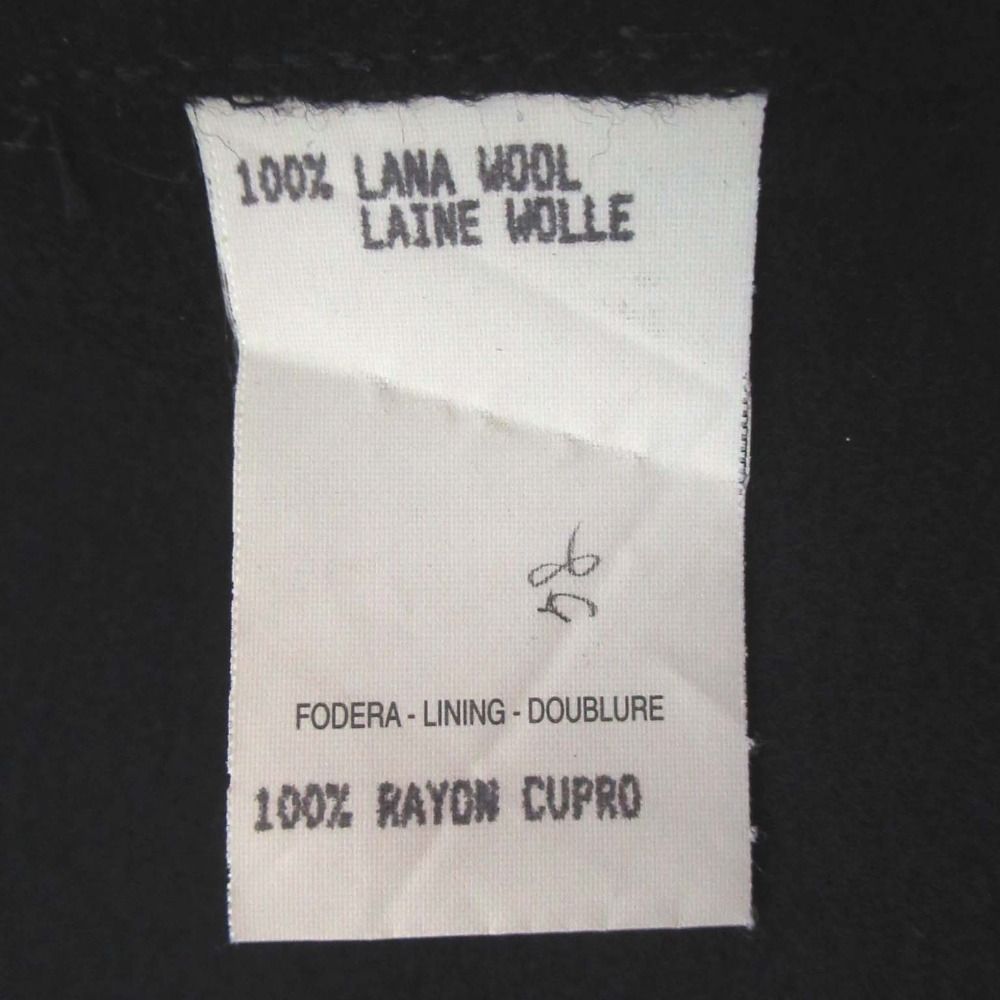 100% LANA WOOL
LAINE WOLLE
FODERA - LINING - DOUBLURE
100% RAYON CUPRO